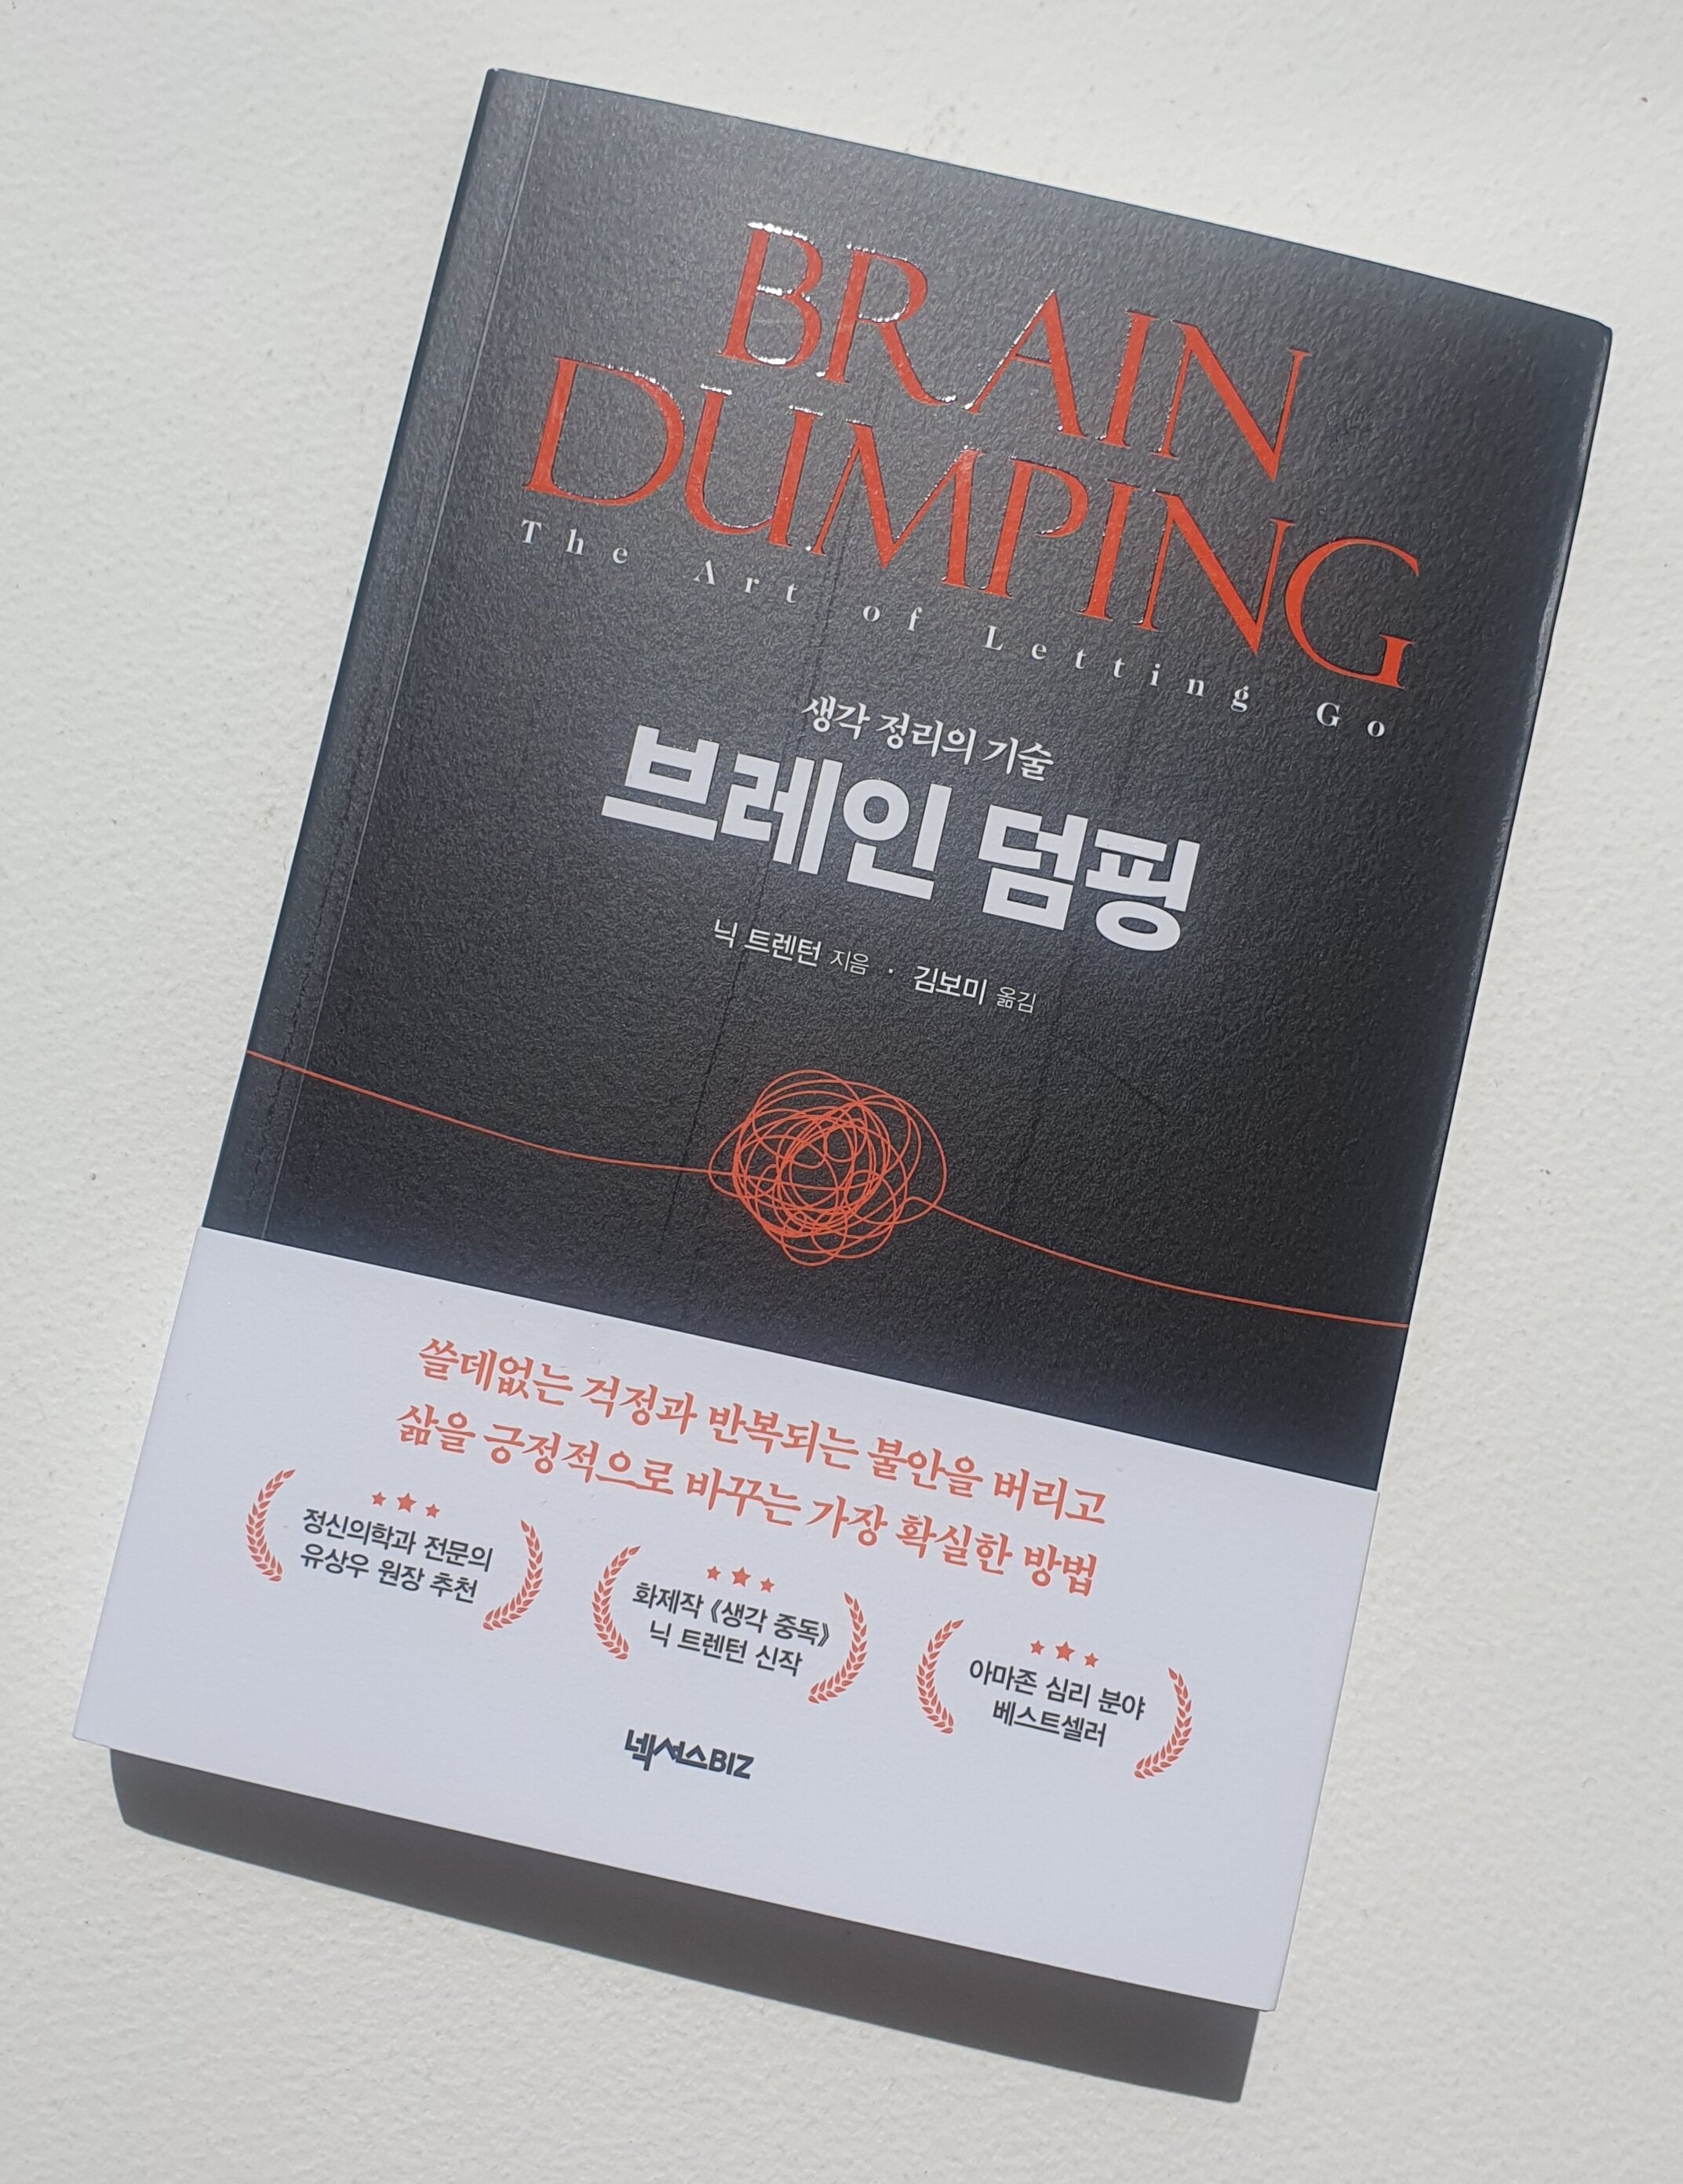 BRAIN
DUMPING
The Art of Letting Go
생각 정리의 기술
브레인 덤핑
닉 트렌턴 지음 · 김보미 옮김
쓸데없는 걱정과 반복되는 불안을 버리고
삶을 긍정적으로 바꾸는 가장 확실한 방법
정신의학과 전문의
유상우 원장 추천
화제작 《생각 중독》
닉 트렌턴 신작
아마존 심리 분야
베스트셀러
넥서스BIZ